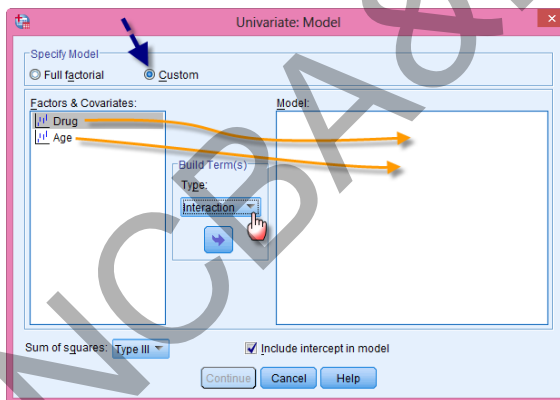 Univariate: Model
Specify Model
Full factorial
Custom
Factors & Covariates:
Model:
Drug
Age
Build Term(s)
Type:
Interaction
Sum of squares:
Type III
Include intercept in model
Continue
Cancel
Help
NCBA&